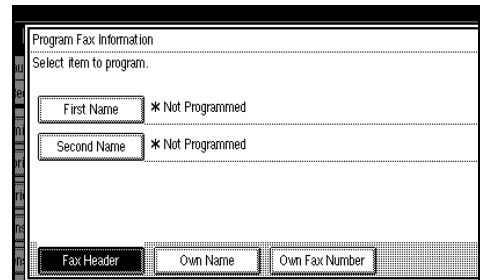 Program Fax Information
Select item to program.
First Name * Not Programmed
Second Name * Not Programmed
Fax Header Own Name Own Fax Number